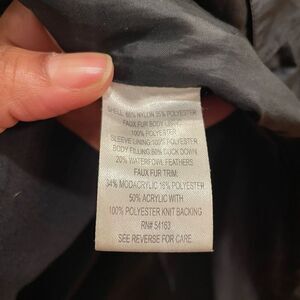 SHELL: 65% NYLON 35% POLYESTER
FAUX FUR BODY
100% POLYESTER
SLEEVE LINING: 100% POLYESTER
BODY FILLING: 80% DUCK DOWN
20% WATERFOWL FEATHERS
FAUX FUR TRIM:
34% MODACRYLIC 16% POLYESTER
50% ACRYLIC WITH
100% POLYESTER KNIT BACKING
RN# 54163
SEE REVERSE FOR CARE